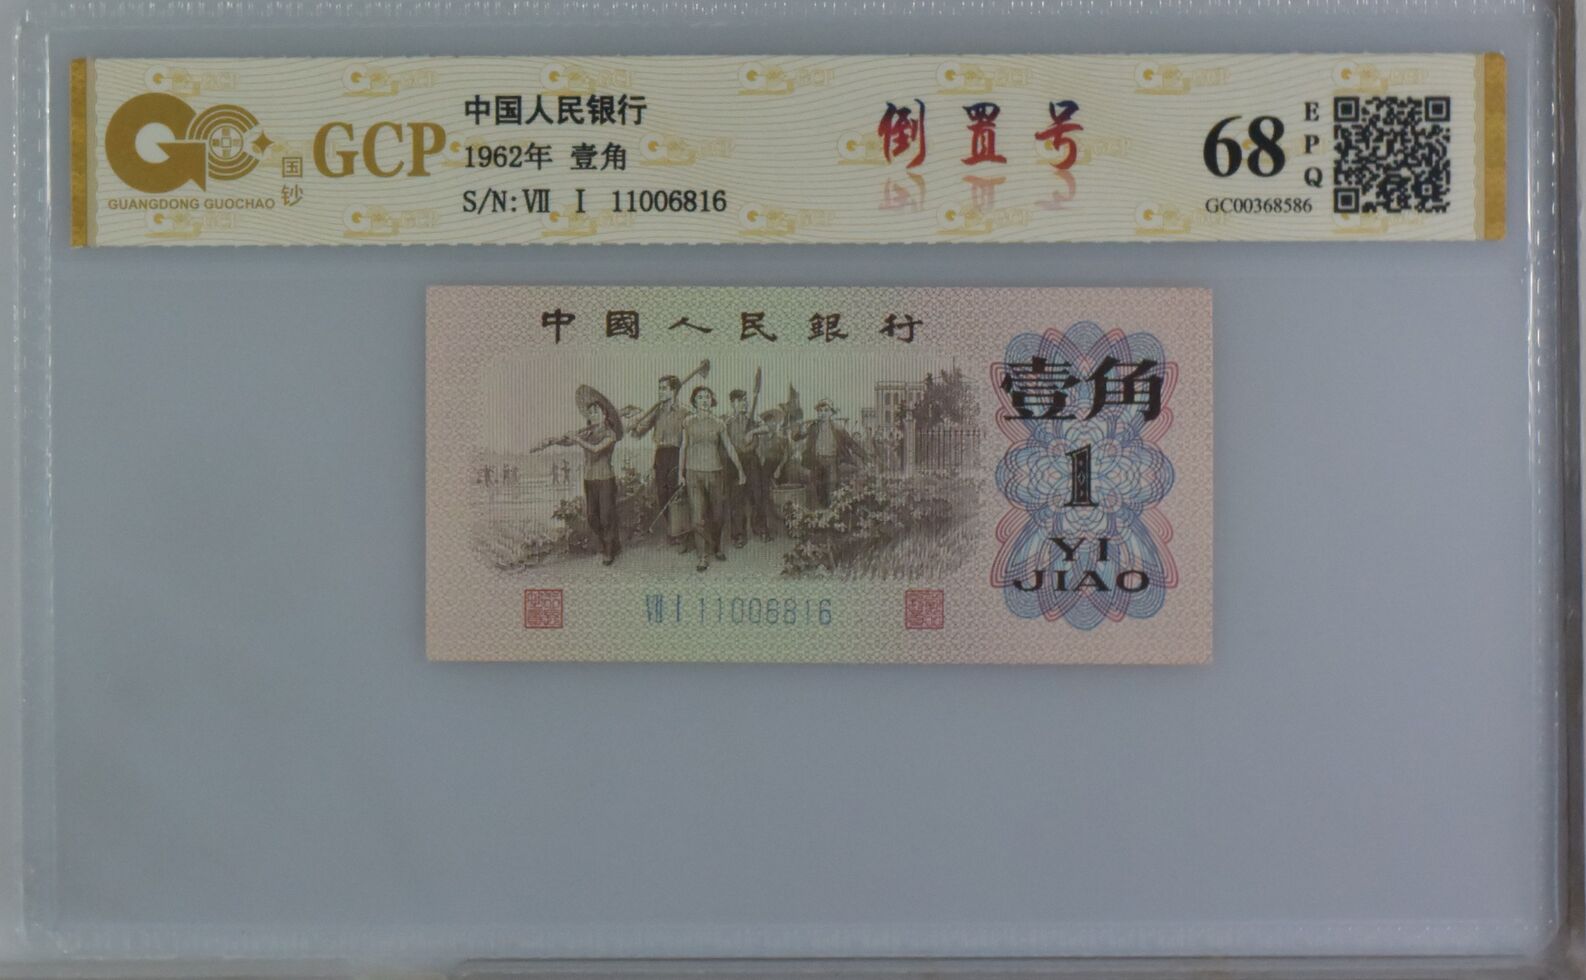 GCP
GUANGDONG GUOCHAO
国钞
中国人民银行
1962年 壹角
S/N:Ⅶ Ⅰ 11006816
倒置号
68
EPQ
GC00368586
中國人民銀行
壹角
1
YI
JIAO
Ⅶ Ⅰ 11006816